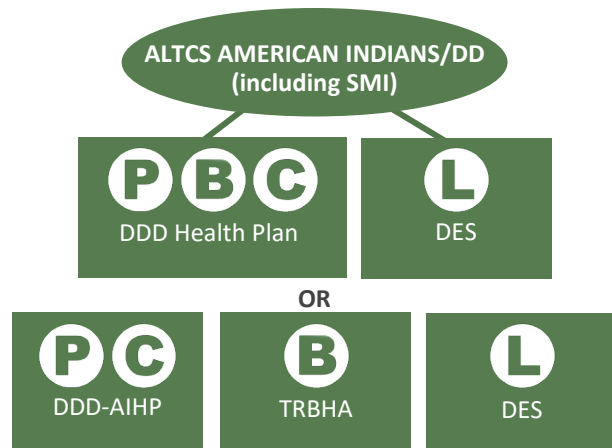 ALTCS AMERICAN INDIANS/DD
(including SMI)
P B C
L
DDD Health Plan
DES
OR
P C
B
L
DDD-AIHP
TRBHA
DES